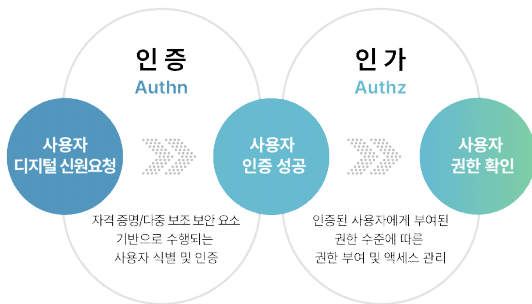 인 증
Authn
인 가
Authz
사용자
디지털 신원요청
사용자
인증 성공
사용자
권한 확인
자격 증명/다중 보조 보안 요소
기반으로 수행되는
사용자 식별 및 인증
인증된 사용자에게 부여된
권한 수준에 따른
권한 부여 및 액세스 관리